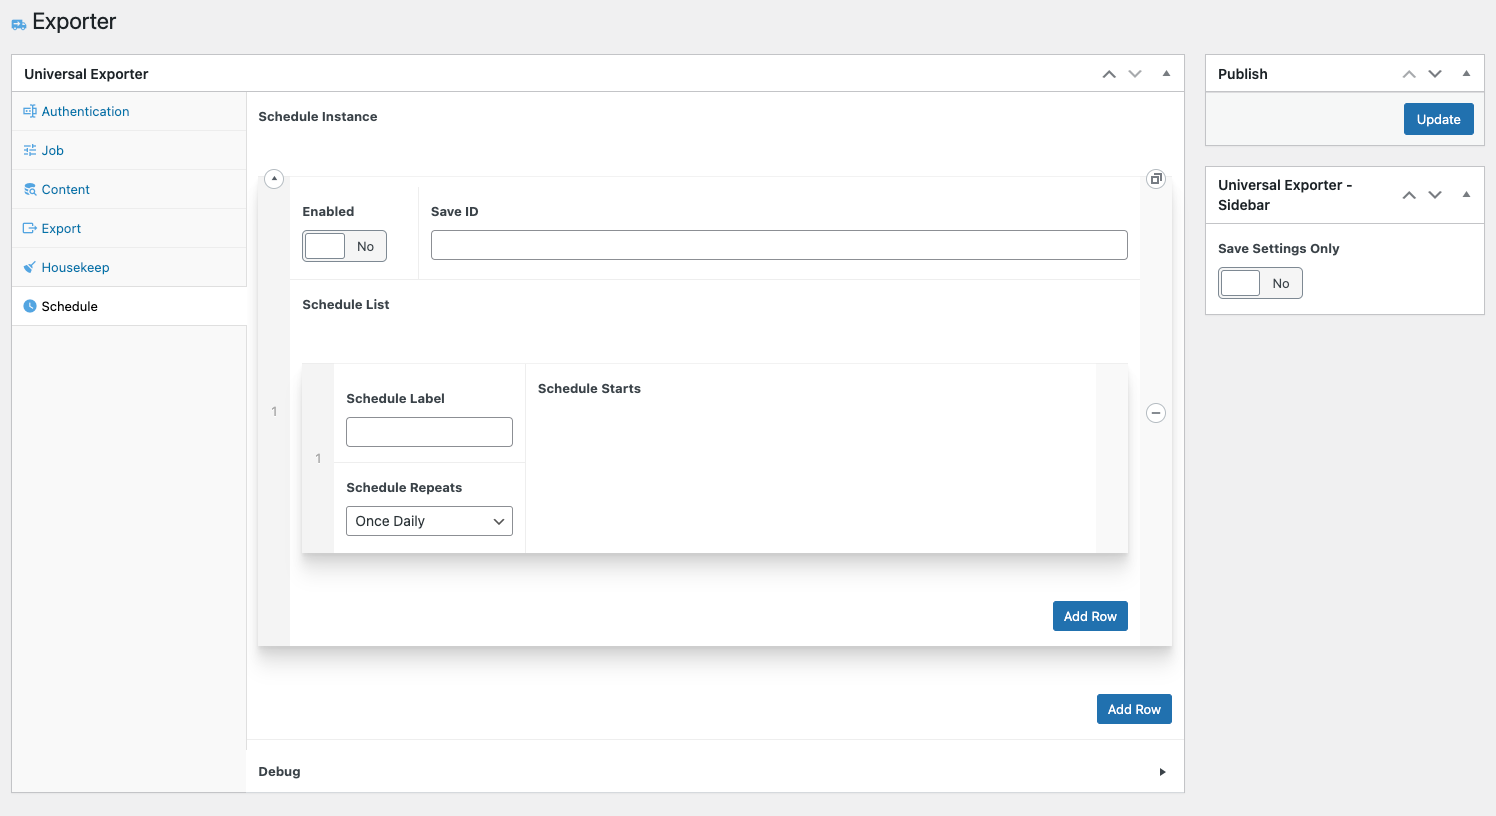 Exporter
Universal Exporter
Authentication
Job
Content
Export
Housekeep
Schedule
Schedule Instance
1
Enabled
No
Save ID
Schedule List
1
Schedule Label
Schedule Repeats
Once Daily
Schedule Starts
Add Row
Add Row
Debug
Publish
Update
Universal Exporter -
Sidebar
Save Settings Only
No